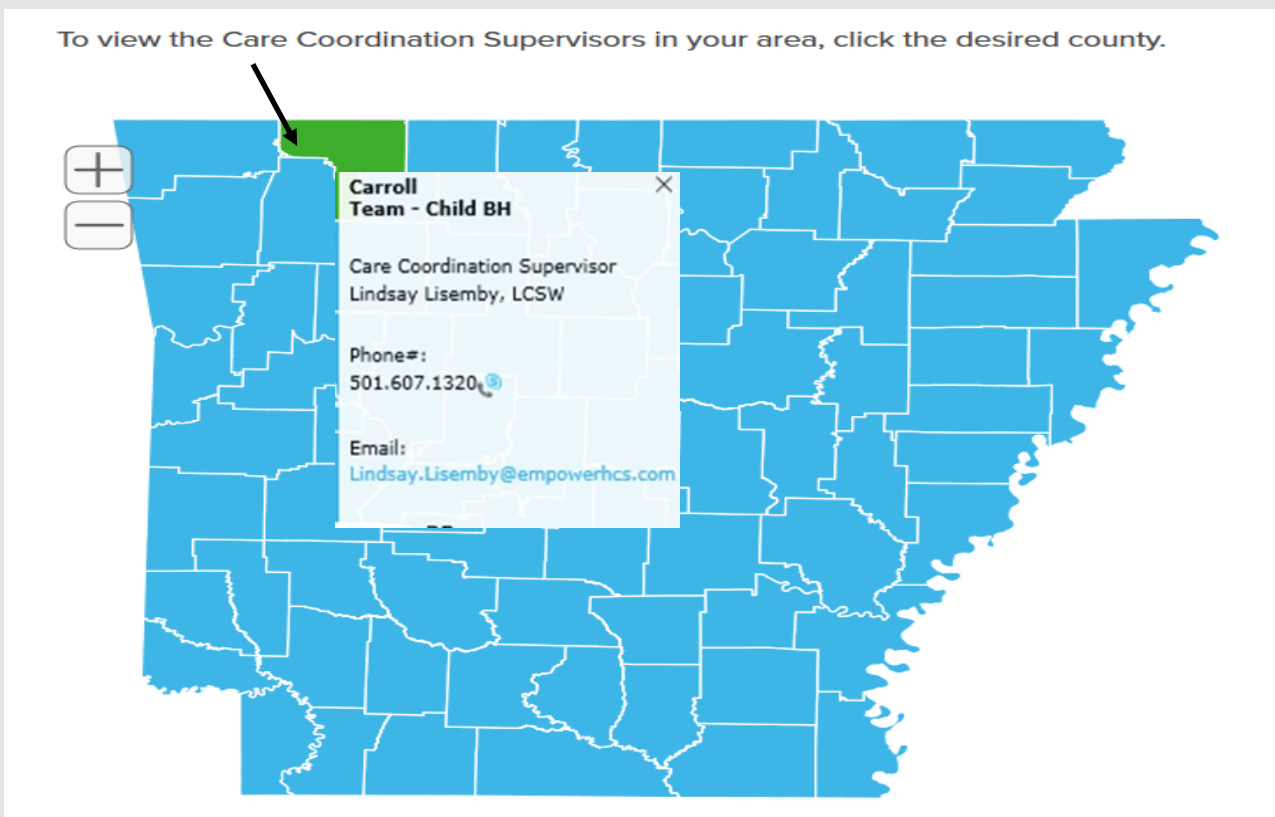 To view the Care Coordination Supervisors in your area, click the desired county.
Carroll
Team - Child BH
Care Coordination Supervisor
Lindsay Lisemby, LCSW
Phone#:
501.607.1320
Email:
Lindsay.Lisemby@empowerhcs.com